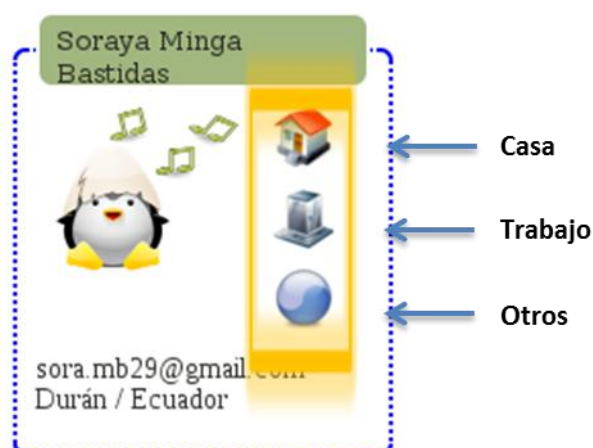 Soraya Minga
Bastidas
Casa
Trabajo
Otros
sora.mb29@gmail.com
Durán / Ecuador